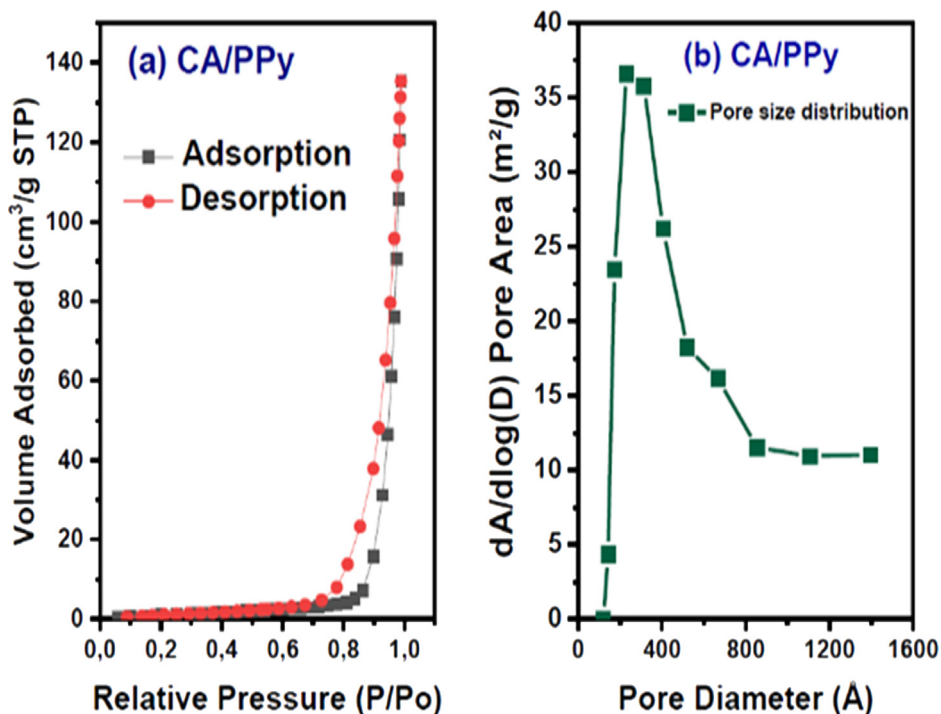 (a) CA/PPy
Adsorption
Desorption
Volume Adsorbed (cm³/g STP)
140
120
100
80
60
40
20
0
0,0 0,2 0,4 0,6 0,8 1,0
Relative Pressure (P/Po)
(b) CA/PPy
Pore size distribution
dA/dlog(D) Pore Area (m²/g)
40
35
30
25
20
15
10
5
0
0 400 800 1200 1600
Pore Diameter (Å)